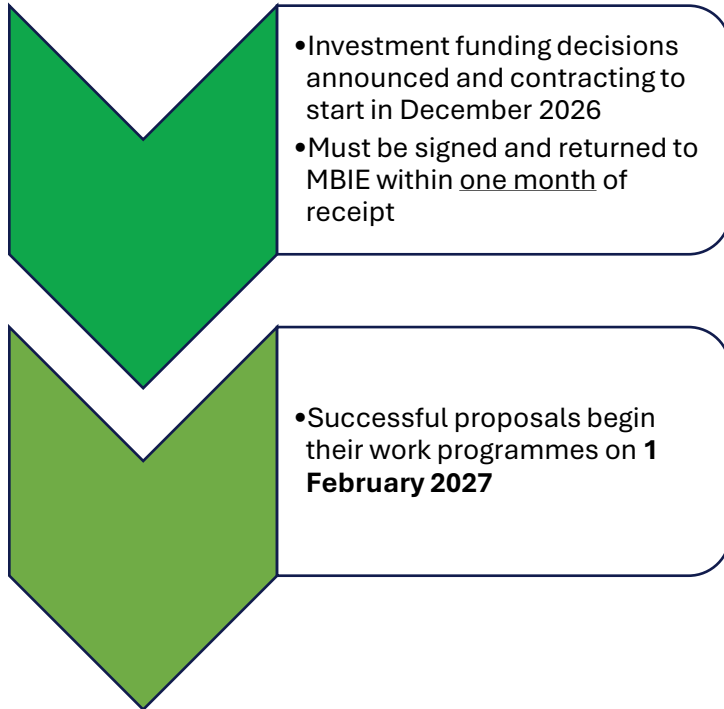 •Investment funding decisions
announced and contracting to
start in December 2026
•Must be signed and returned to
MBIE within one month of
receipt
•Successful proposals begin
their work programmes on 1
February 2027